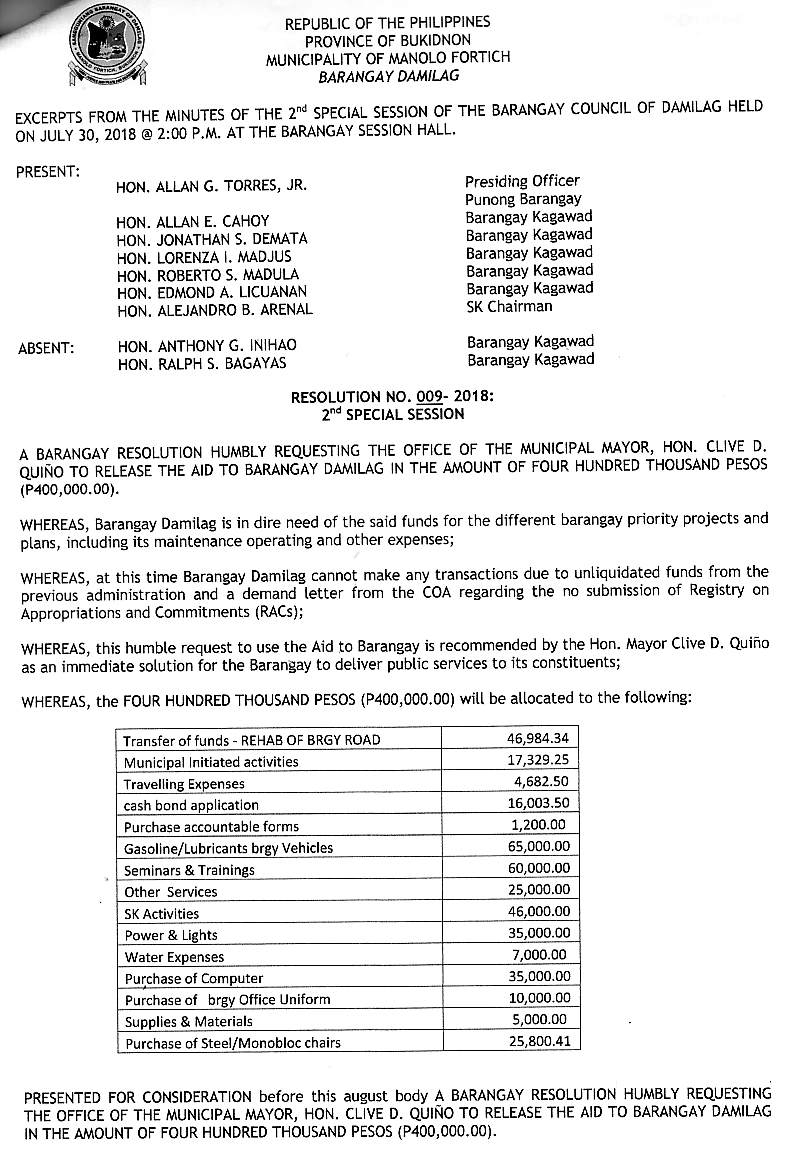 REPUBLIC OF THE PHILIPPINES
PROVINCE OF BUKIDNON
MUNICIPALITY OF MANOLO FORTICH
BARANGAY DAMILAG
EXCERPTS FROM THE MINUTES OF THE 2nd SPECIAL SESSION OF THE BARANGAY COUNCIL OF DAMILAG HELD
ON JULY 30, 2018 @ 2:00 P.M. AT THE BARANGAY SESSION HALL.
PRESENT:
HON. ALLAN G. TORRES, JR. Presiding Officer
Punong Barangay
HON. ALLAN E. CAHOY Barangay Kagawad
HON. JONATHAN S. DEMATA Barangay Kagawad
HON. LORENZA I. MADJUS Barangay Kagawad
HON. ROBERTO S. MADULA Barangay Kagawad
HON. EDMOND A. LICUANAN Barangay Kagawad
HON. ALEJANDRO B. ARENAL SK Chairman
ABSENT: HON. ANTHONY G. INIHAO Barangay Kagawad
HON. RALPH S. BAGAYAS Barangay Kagawad
RESOLUTION NO. 009- 2018:
2nd SPECIAL SESSION
A BARANGAY RESOLUTION HUMBLY REQUESTING THE OFFICE OF THE MUNICIPAL MAYOR, HON. CLIVE D.
QUIÑO TO RELEASE THE AID TO BARANGAY DAMILAG IN THE AMOUNT OF FOUR HUNDRED THOUSAND PESOS
(P400,000.00).
WHEREAS, Barangay Damilag is in dire need of the said funds for the different barangay priority projects and
plans, including its maintenance operating and other expenses;
WHEREAS, at this time Barangay Damilag cannot make any transactions due to unliquidated funds from the
previous administration and a demand letter from the COA regarding the no submission of Registry on
Appropriations and Commitments (RACs);
WHEREAS, this humble request to use the Aid to Barangay is recommended by the Hon. Mayor Clive D. Quiño
as an immediate solution for the Barangay to deliver public services to its constituents;
WHEREAS, the FOUR HUNDRED THOUSAND PESOS (P400,000.00) will be allocated to the following:
Transfer of funds - REHAB OF BRGY ROAD 46,984.34
Municipal Initiated activities 17,329.25
Travelling Expenses 4,682.50
cash bond application 16,003.50
Purchase accountable forms 1,200.00
Gasoline/Lubricants brgy Vehicles 65,000.00
Seminars & Trainings 60,000.00
Other Services 25,000.00
SK Activities 46,000.00
Power & Lights 35,000.00
Water Expenses 7,000.00
Purchase of Computer 35,000.00
Purchase of brgy Office Uniform 10,000.00
Supplies & Materials 5,000.00
Purchase of Steel/Monobloc chairs 25,800.41
PRESENTED FOR CONSIDERATION before this august body A BARANGAY RESOLUTION HUMBLY REQUESTING
THE OFFICE OF THE MUNICIPAL MAYOR, HON. CLIVE D. QUIÑO TO RELEASE THE AID TO BARANGAY DAMILAG
IN THE AMOUNT OF FOUR HUNDRED THOUSAND PESOS (P400,000.00).